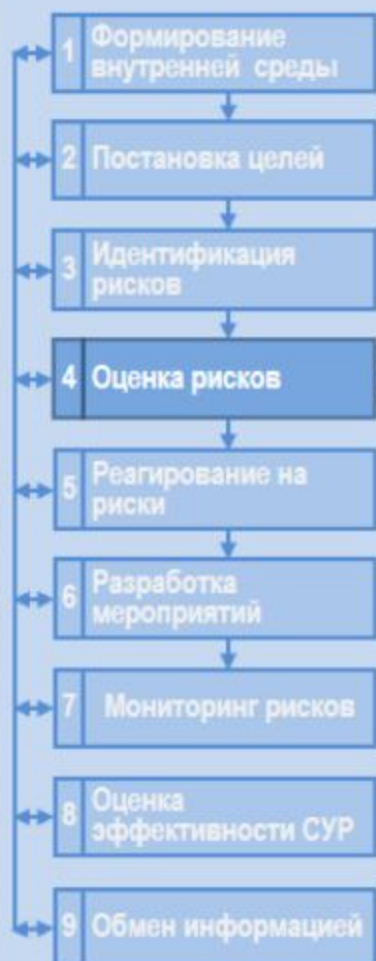 1 Формирование
внутренней среды
2 Постановка целей
3 Идентификация
рисков
4 Оценка рисков
5 Реагирование на
риски
6 Разработка
мероприятий
7 Мониторинг рисков
8 Оценка
эффективности СУР
9 Обмен информацией